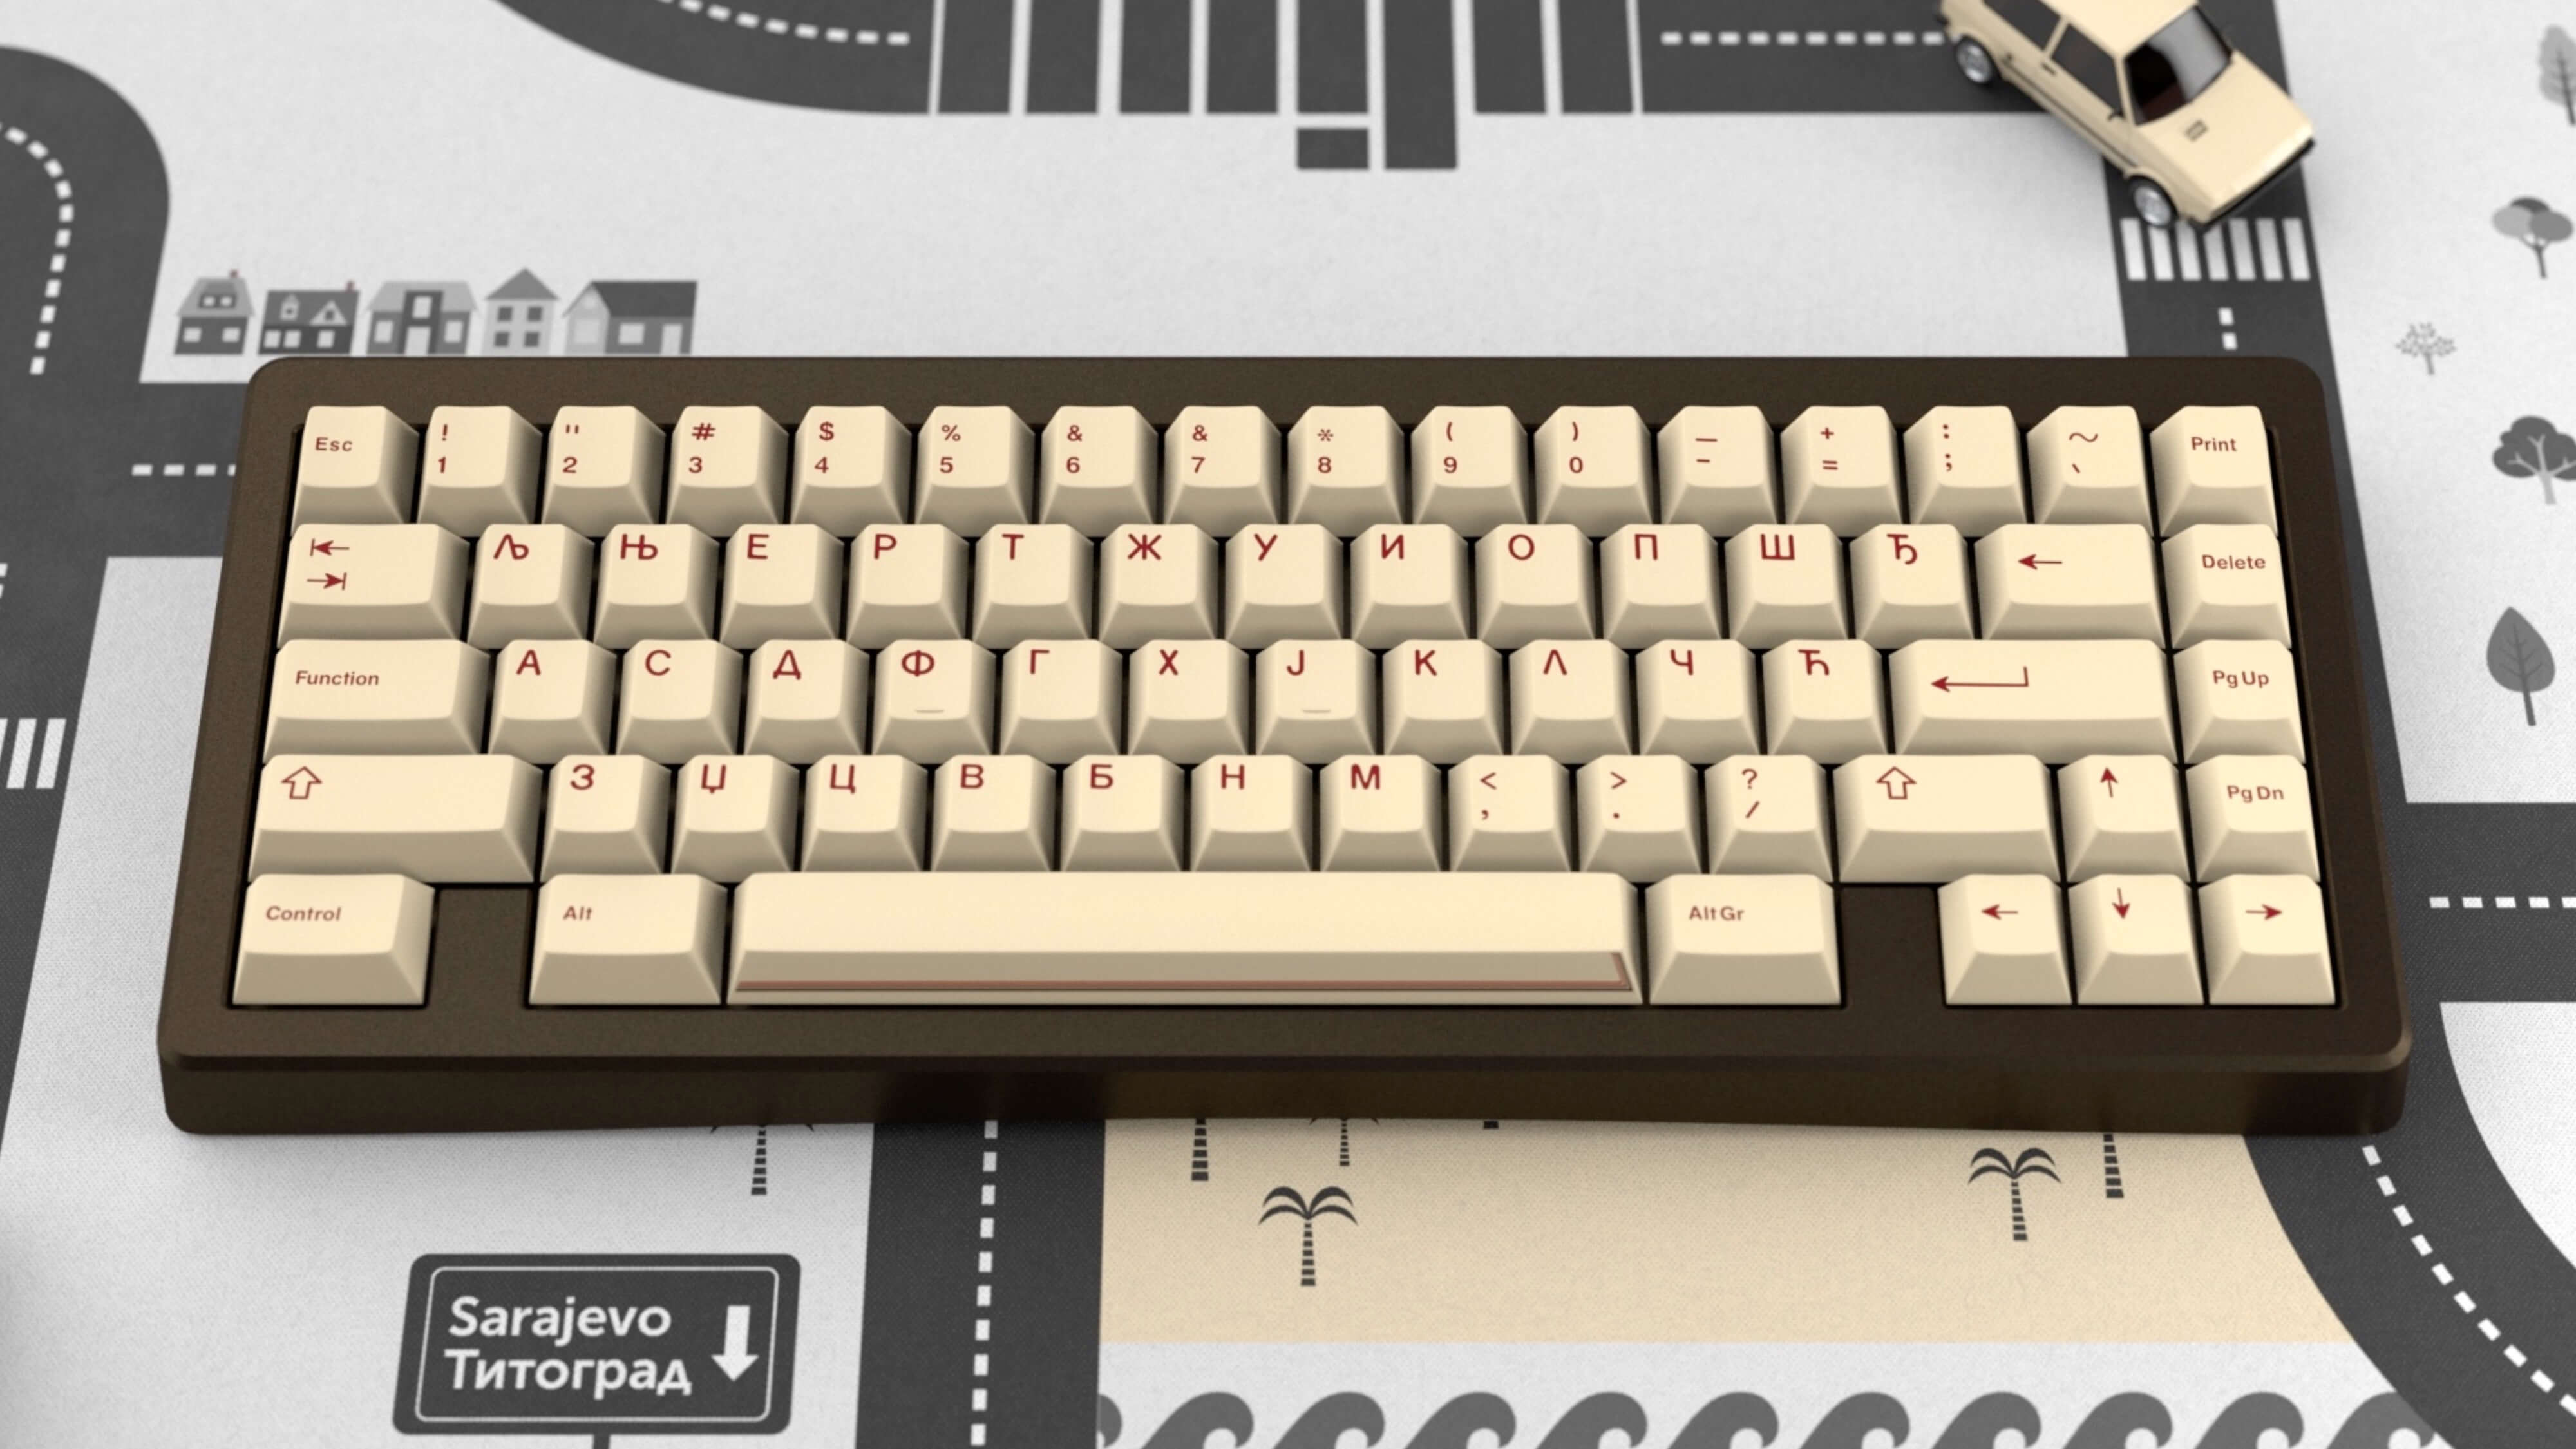 Esc ! 1 " 2 # 3 $ 4 % 5 & 6 & 7 * 8 ( 9 ) 0 — - + = : ; ~ ` Print
Љ Њ Е Р Т Ж У И О П Ш Ђ ← Delete
Function А С Д Ф Г Х Ј К Л Ч Ћ Pg Up
З Џ Ц В Б Н М < , > . ? / ↑ Pg Dn
Control Alt Alt Gr ← ↓ →
Sarajevo
Титоград